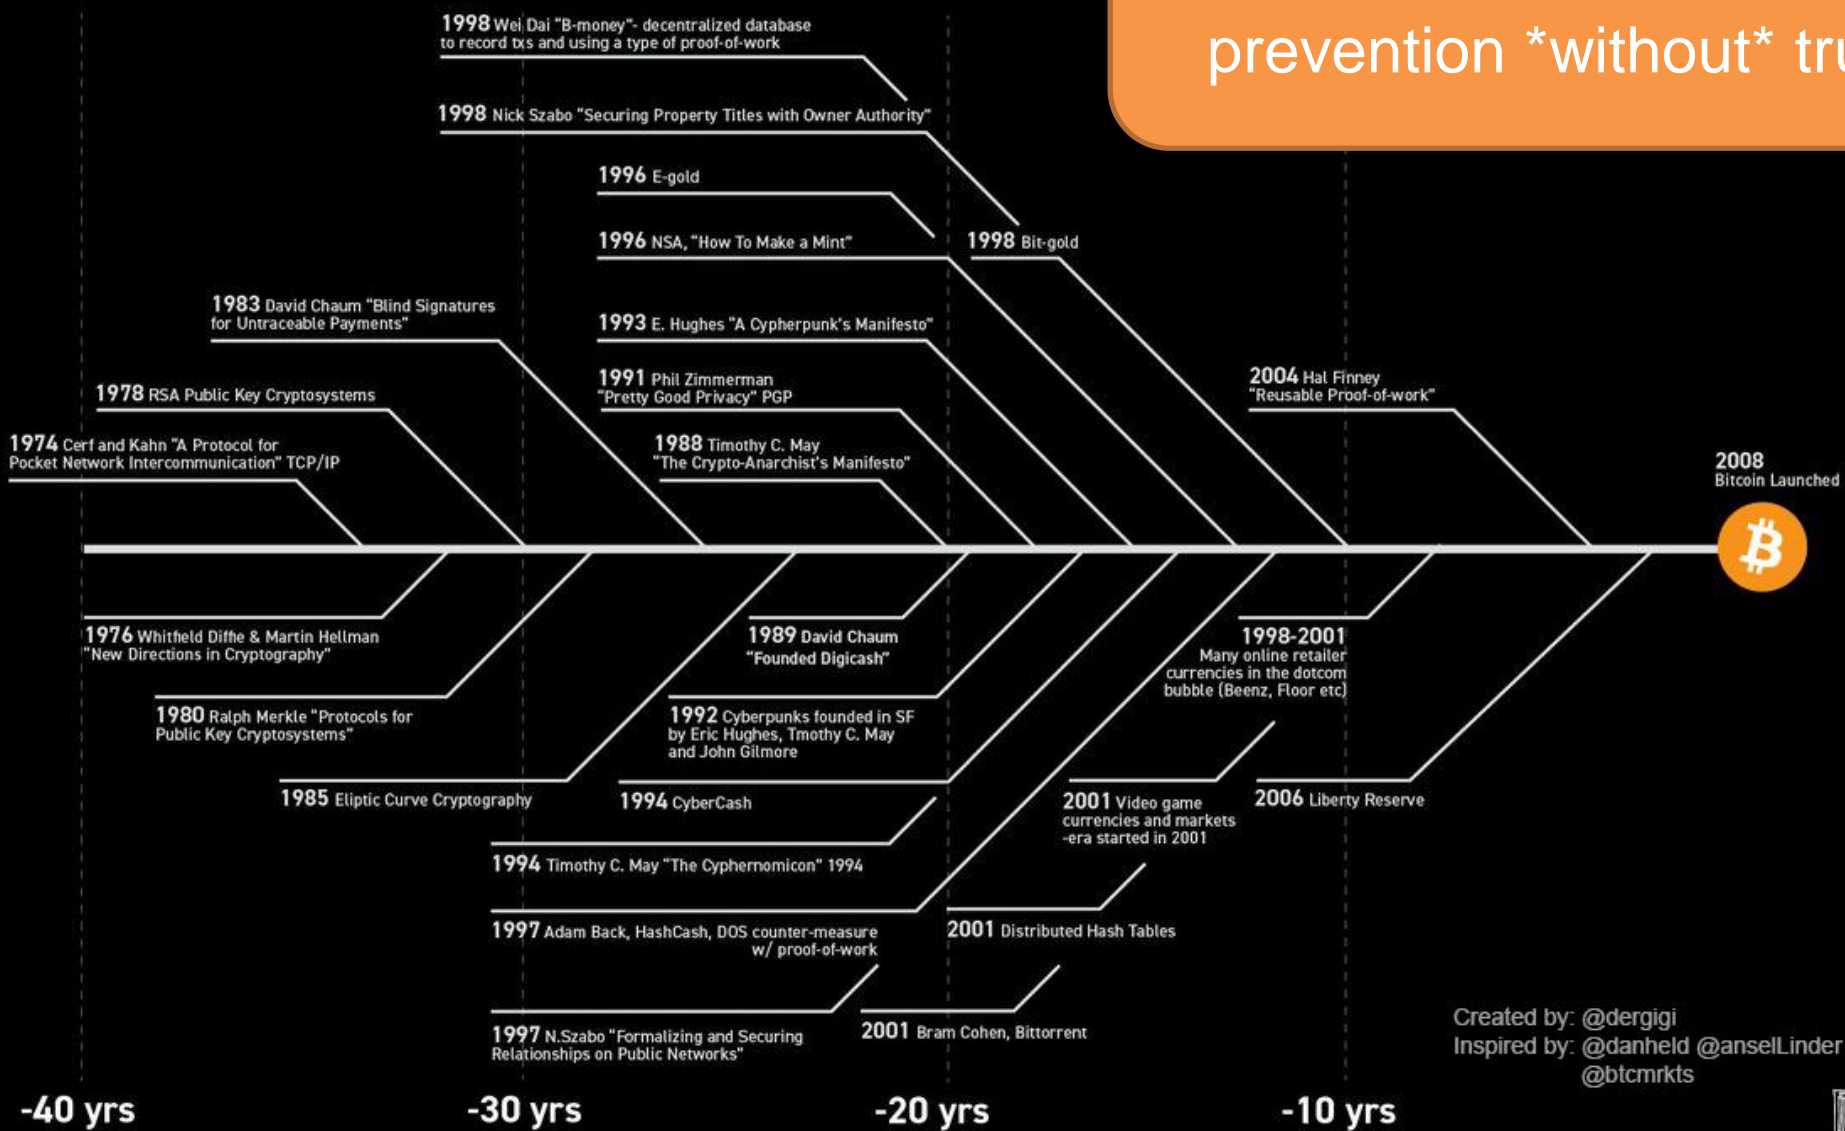 prevention *without* tru
1998 Wei Dai "B-money"- decentralized database
to record txs and using a type of proof-of-work
1998 Nick Szabo "Securing Property Titles with Owner Authority"
1996 E-gold
1996 NSA, "How To Make a Mint"
1998 Bit-gold
1983 David Chaum "Blind Signatures
for Untraceable Payments"
1993 E. Hughes "A Cypherpunk's Manifesto"
1991 Phil Zimmerman
"Pretty Good Privacy" PGP
2004 Hal Finney
"Reusable Proof-of-work"
1978 RSA Public Key Cryptosystems
1974 Cerf and Kahn "A Protocol for
Pocket Network Intercommunication" TCP/IP
1988 Timothy C. May
"The Crypto-Anarchist's Manifesto"
2008
Bitcoin Launched
1976 Whitfield Diffie & Martin Hellman
"New Directions in Cryptography"
1989 David Chaum
"Founded Digicash"
1998-2001
Many online retailer
currencies in the dotcom
bubble (Beenz, Floor etc)
1980 Ralph Merkle "Protocols for
Public Key Cryptosystems"
1992 Cyberpunks founded in SF
by Eric Hughes, Tmothy C. May
and John Gilmore
1985 Eliptic Curve Cryptography
1994 CyberCash
2001 Video game
currencies and markets
-era started in 2001
2006 Liberty Reserve
1994 Timothy C. May "The Cyphernomicon" 1994
1997 Adam Back, HashCash, DOS counter-measure
w/ proof-of-work
2001 Distributed Hash Tables
1997 N.Szabo "Formalizing and Securing
Relationships on Public Networks"
2001 Bram Cohen, Bittorrent
Created by: @dergigi
Inspired by: @danheld @anselLinder
@btcmrkts
-40 yrs
-30 yrs
-20 yrs
-10 yrs